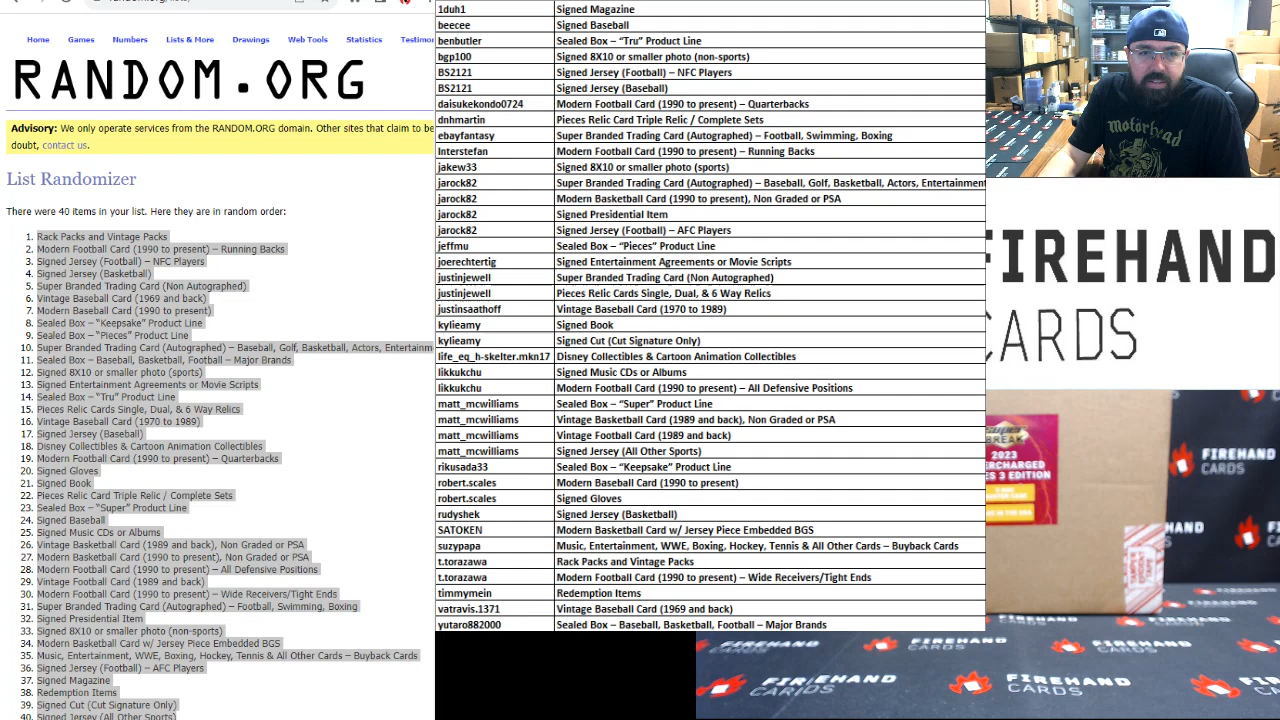 Home Games Numbers Lists & More Drawings Web Tools Statistics Testimo
RANDOM.ORG
Advisory: We only operate services from the RANDOM.ORG domain. Other sites that claim to be
doubt, contact us.
List Randomizer
There were 40 items in your list. Here they are in random order:
1. Rack Packs and Vintage Packs
2. Modern Football Card (1990 to present) – Running Backs
3. Signed Jersey (Football) – NFC Players
4. Signed Jersey (Basketball)
5. Super Branded Trading Card (Non Autographed)
6. Vintage Baseball Card (1969 and back)
7. Modern Baseball Card (1990 to present)
8. Sealed Box – “Keepsake” Product Line
9. Sealed Box – “Pieces” Product Line
10. Super Branded Trading Card (Autographed) – Baseball, Golf, Basketball, Actors, Entertainm
11. Sealed Box – Baseball, Basketball, Football – Major Brands
12. Signed 8X10 or smaller photo (sports)
13. Signed Entertainment Agreements or Movie Scripts
14. Sealed Box – “Tru” Product Line
15. Pieces Relic Cards Single, Dual, & 6 Way Relics
16. Vintage Baseball Card (1970 to 1989)
17. Signed Jersey (Baseball)
18. Disney Collectibles & Cartoon Animation Collectibles
19. Modern Football Card (1990 to present) – Quarterbacks
20. Signed Gloves
21. Signed Book
22. Pieces Relic Card Triple Relic / Complete Sets
23. Sealed Box – “Super” Product Line
24. Signed Baseball
25. Signed Music CDs or Albums
26. Vintage Basketball Card (1989 and back), Non Graded or PSA
27. Modern Basketball Card (1990 to present), Non Graded or PSA
28. Modern Football Card (1990 to present) – All Defensive Positions
29. Vintage Football Card (1989 and back)
30. Modern Football Card (1990 to present) – Wide Receivers/Tight Ends
31. Super Branded Trading Card (Autographed) – Football, Swimming, Boxing
32. Signed Presidential Item
33. Signed 8X10 or smaller photo (non-sports)
34. Modern Basketball Card w/ Jersey Piece Embedded BGS
35. Music, Entertainment, WWE, Boxing, Hockey, Tennis & All Other Cards – Buyback Cards
36. Signed Jersey (Football) – AFC Players
37. Signed Magazine
38. Redemption Items
39. Signed Cut (Cut Signature Only)
40. Signed Jersey (All Other Sports)
1duh1 Signed Magazine
beecee Signed Baseball
benbutler Sealed Box – “Tru” Product Line
bgp100 Signed 8X10 or smaller photo (non-sports)
BS2121 Signed Jersey (Football) – NFC Players
BS2121 Signed Jersey (Baseball)
daisukekondo0724 Modern Football Card (1990 to present) – Quarterbacks
dnhmartin Pieces Relic Card Triple Relic / Complete Sets
ebayfantasy Super Branded Trading Card (Autographed) – Football, Swimming, Boxing
Interstefan Modern Football Card (1990 to present) – Running Backs
jakew33 Signed 8X10 or smaller photo (sports)
jarock82 Super Branded Trading Card (Autographed) – Baseball, Golf, Basketball, Actors, Entertainment
jarock82 Modern Basketball Card (1990 to present), Non Graded or PSA
jarock82 Signed Presidential Item
jarock82 Signed Jersey (Football) – AFC Players
jeffmu Sealed Box – “Pieces” Product Line
joerechtertig Signed Entertainment Agreements or Movie Scripts
justinjewell Super Branded Trading Card (Non Autographed)
justinjewell Pieces Relic Cards Single, Dual, & 6 Way Relics
justinsaathoff Vintage Baseball Card (1970 to 1989)
kylieamy Signed Book
kylieamy Signed Cut (Cut Signature Only)
life_eq_h-skelter.mkn17 Disney Collectibles & Cartoon Animation Collectibles
likkukchu Signed Music CDs or Albums
likkukchu Modern Football Card (1990 to present) – All Defensive Positions
matt_mcwilliams Sealed Box – “Super” Product Line
matt_mcwilliams Vintage Basketball Card (1989 and back), Non Graded or PSA
matt_mcwilliams Vintage Football Card (1989 and back)
matt_mcwilliams Signed Jersey (All Other Sports)
rikusada33 Sealed Box – “Keepsake” Product Line
robert.scales Modern Baseball Card (1990 to present)
robert.scales Signed Gloves
rudyshek Signed Jersey (Basketball)
SATOKEN Modern Basketball Card w/ Jersey Piece Embedded BGS
suzypapa Music, Entertainment, WWE, Boxing, Hockey, Tennis & All Other Cards – Buyback Cards
t.torazawa Rack Packs and Vintage Packs
t.torazawa Modern Football Card (1990 to present) – Wide Receivers/Tight Ends
timmymein Redemption Items
vatravis.1371 Vintage Baseball Card (1969 and back)
yutaro882000 Sealed Box – Baseball, Basketball, Football – Major Brands
Motörhead
FIREHAND
CARDS
super
BREAK
2023
ERCHARGED
ES 3 EDITION
FIREHAND
CARDS
FIREHAND
CARDS
FIREHAND
CARDS
FIREHAND
CARDS
FIREHAND
CARDS